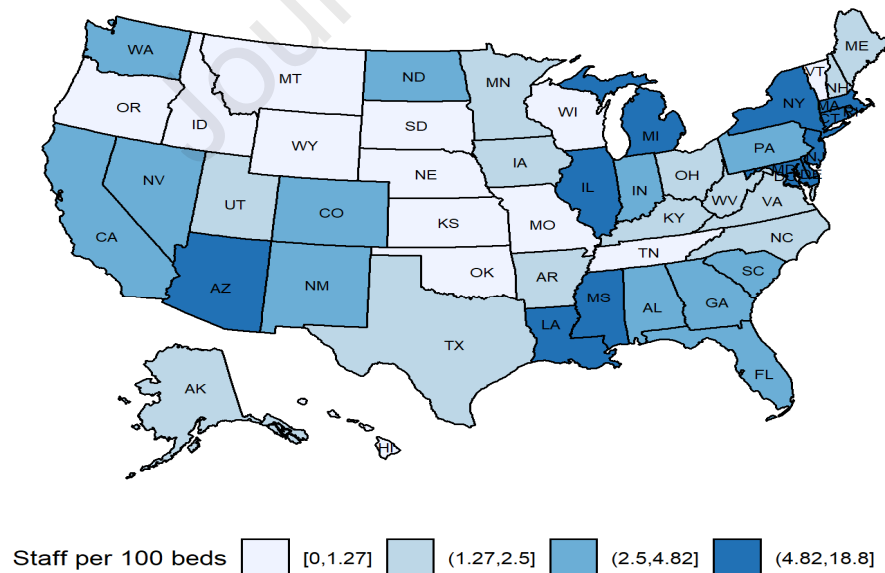 Jour
WA
MT
ND
MN
ME
VT
NH
OR
ID
SD
WI
MI
NY
MA
CT
WY
IA
PA
NE
NV
UT
CO
IL
IN
OH
WV
VA
CA
KS
MO
KY
NC
TN
AZ
NM
OK
AR
SC
MS
AL
GA
LA
TX
FL
AK
HI
Staff per 100 beds [0,1.27] (1.27,2.5] (2.5,4.82] (4.82,18.8]